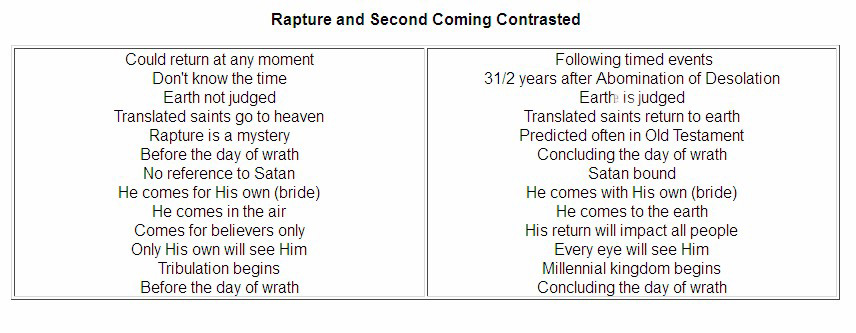 Rapture and Second Coming Contrasted
Could return at any moment
Don't know the time
Earth not judged
Translated saints go to heaven
Rapture is a mystery
Before the day of wrath
No reference to Satan
He comes for His own (bride)
He comes in the air
Comes for believers only
Only His own will see Him
Tribulation begins
Before the day of wrath
Following timed events
31/2 years after Abomination of Desolation
Earth is judged
Translated saints return to earth
Predicted often in Old Testament
Concluding the day of wrath
Satan bound
He comes with His own (bride)
He comes to the earth
His return will impact all people
Every eye will see Him
Millennial kingdom begins
Concluding the day of wrath